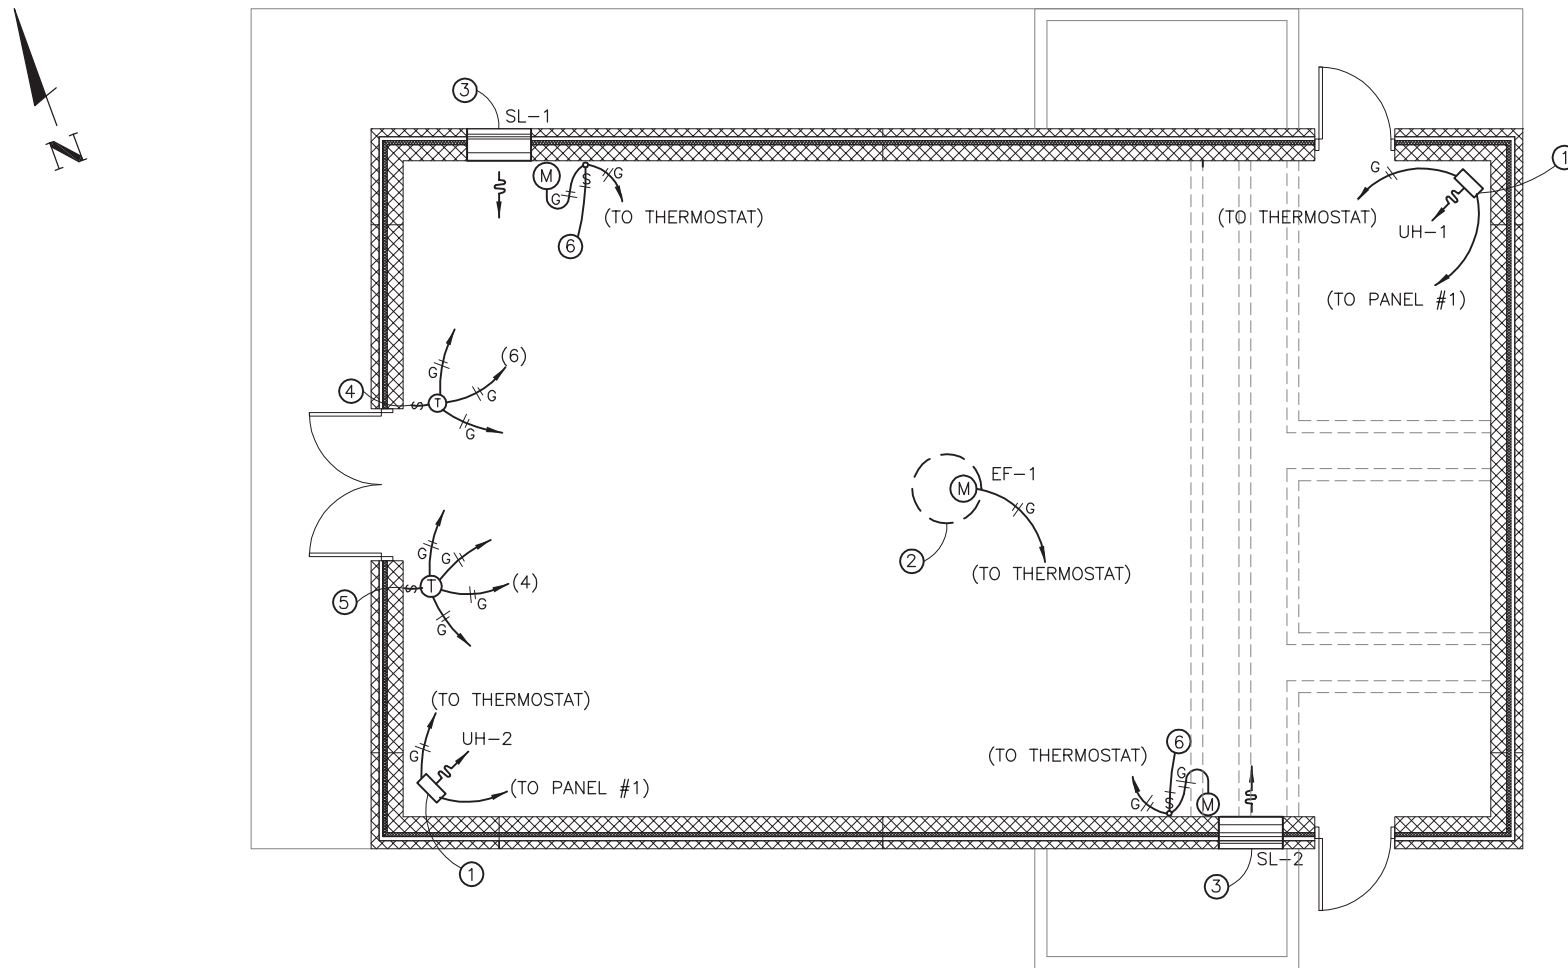 N
3
SL-1
M
G
S
G
(TO THERMOSTAT)
6
G
1
(TO THERMOSTAT)
UH-1
(TO PANEL #1)
G
(6)
4
S
T
G
G
M
EF-1
G
2
(TO THERMOSTAT)
G
G
5
S
T
(4)
G
G
(TO THERMOSTAT)
G
UH-2
(TO PANEL #1)
1
6
(TO THERMOSTAT)
G
G
S
M
SL-2
3